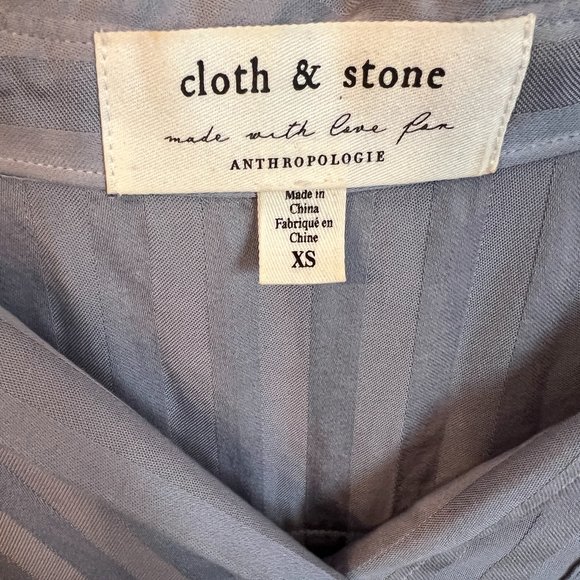 cloth & stone
made with love for
ANTHROPOLOGIE
Made in
China
Fabriqué en
Chine
XS